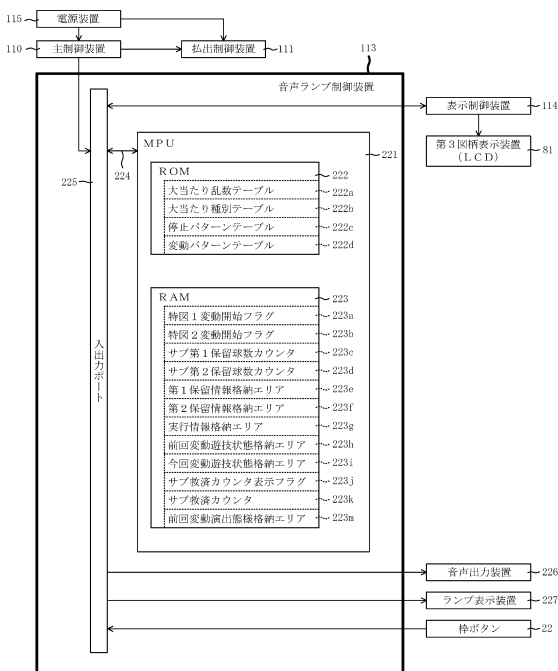 115
電源装置
110
主制御装置
払出制御装置
111
113
音声ランプ制御装置
表示制御装置
114
第3図柄表示装置
(LCD)
81
MPU
221
224
225
入出力ポート
ROM
222
大当たり乱数テーブル
222a
大当たり種別テーブル
222b
停止パターンテーブル
222c
変動パターンテーブル
222d
RAM
223
特図1変動開始フラグ
223a
特図2変動開始フラグ
223b
サブ第1保留球数カウンタ
223c
サブ第2保留球数カウンタ
223d
第1保留情報格納エリア
223e
第2保留情報格納エリア
223f
実行情報格納エリア
223g
前回変動遊技状態格納エリア
223h
今回変動遊技状態格納エリア
223i
サブ救済カウンタ表示フラグ
223j
サブ救済カウンタ
223k
前回変動演出態様格納エリア
223m
音声出力装置
226
ランプ表示装置
227
枠ボタン
22